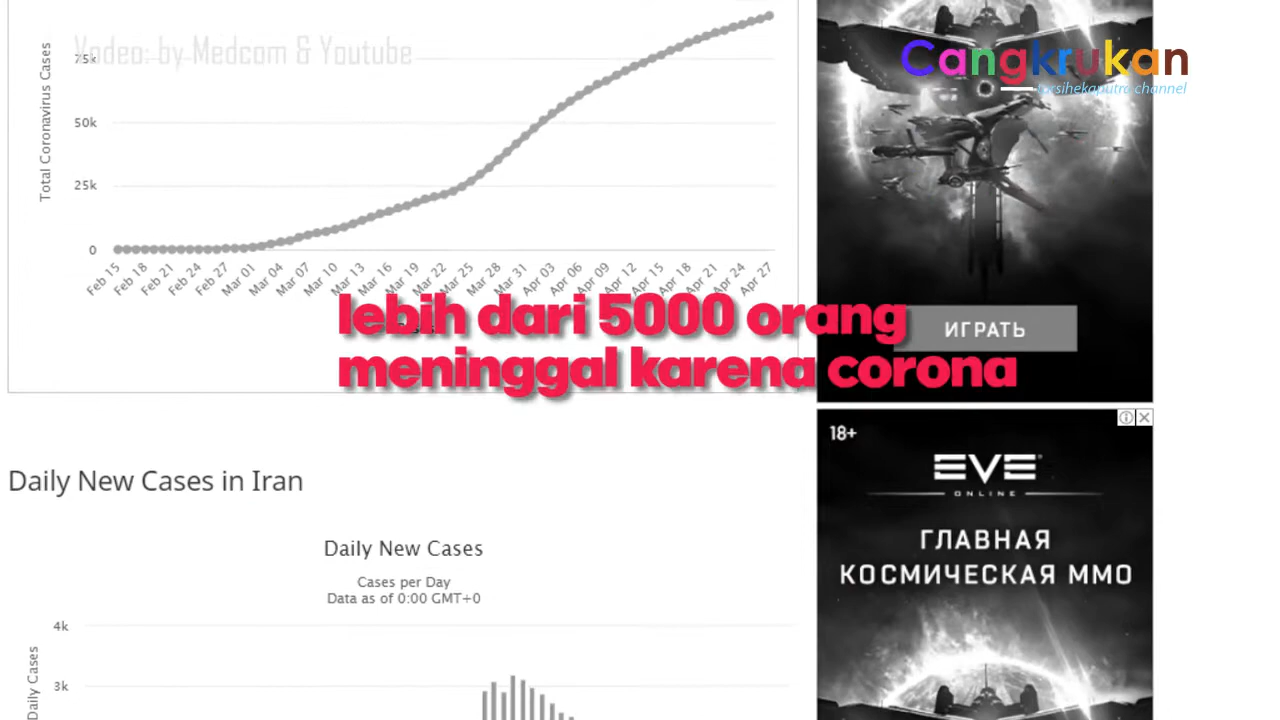 Vodeo: by Medcom & Youtube
Cangkrukan
Total Coronavirus Cases
75k
50k
25k
0
Feb 15
Feb 18
Feb 21
Feb 24
Feb 27
Mar 01
Mar 04
Mar 07
Mar 10
Mar 13
Mar 16
Mar 19
Mar 22
Mar 25
Mar 28
Mar 31
Apr 03
Apr 06
Apr 09
Apr 12
Apr 15
Apr 18
Apr 21
Apr 24
Apr 27
lebih dari 5000 orang
meninggal karena corona
ИГРАТЬ
18+
EVE
ONLINE
ГЛАВНАЯ
КОСМИЧЕСКАЯ ММО
Daily New Cases in Iran
Daily New Cases
Cases per Day
Data as of 0:00 GMT+0
Daily Cases
4k
3k